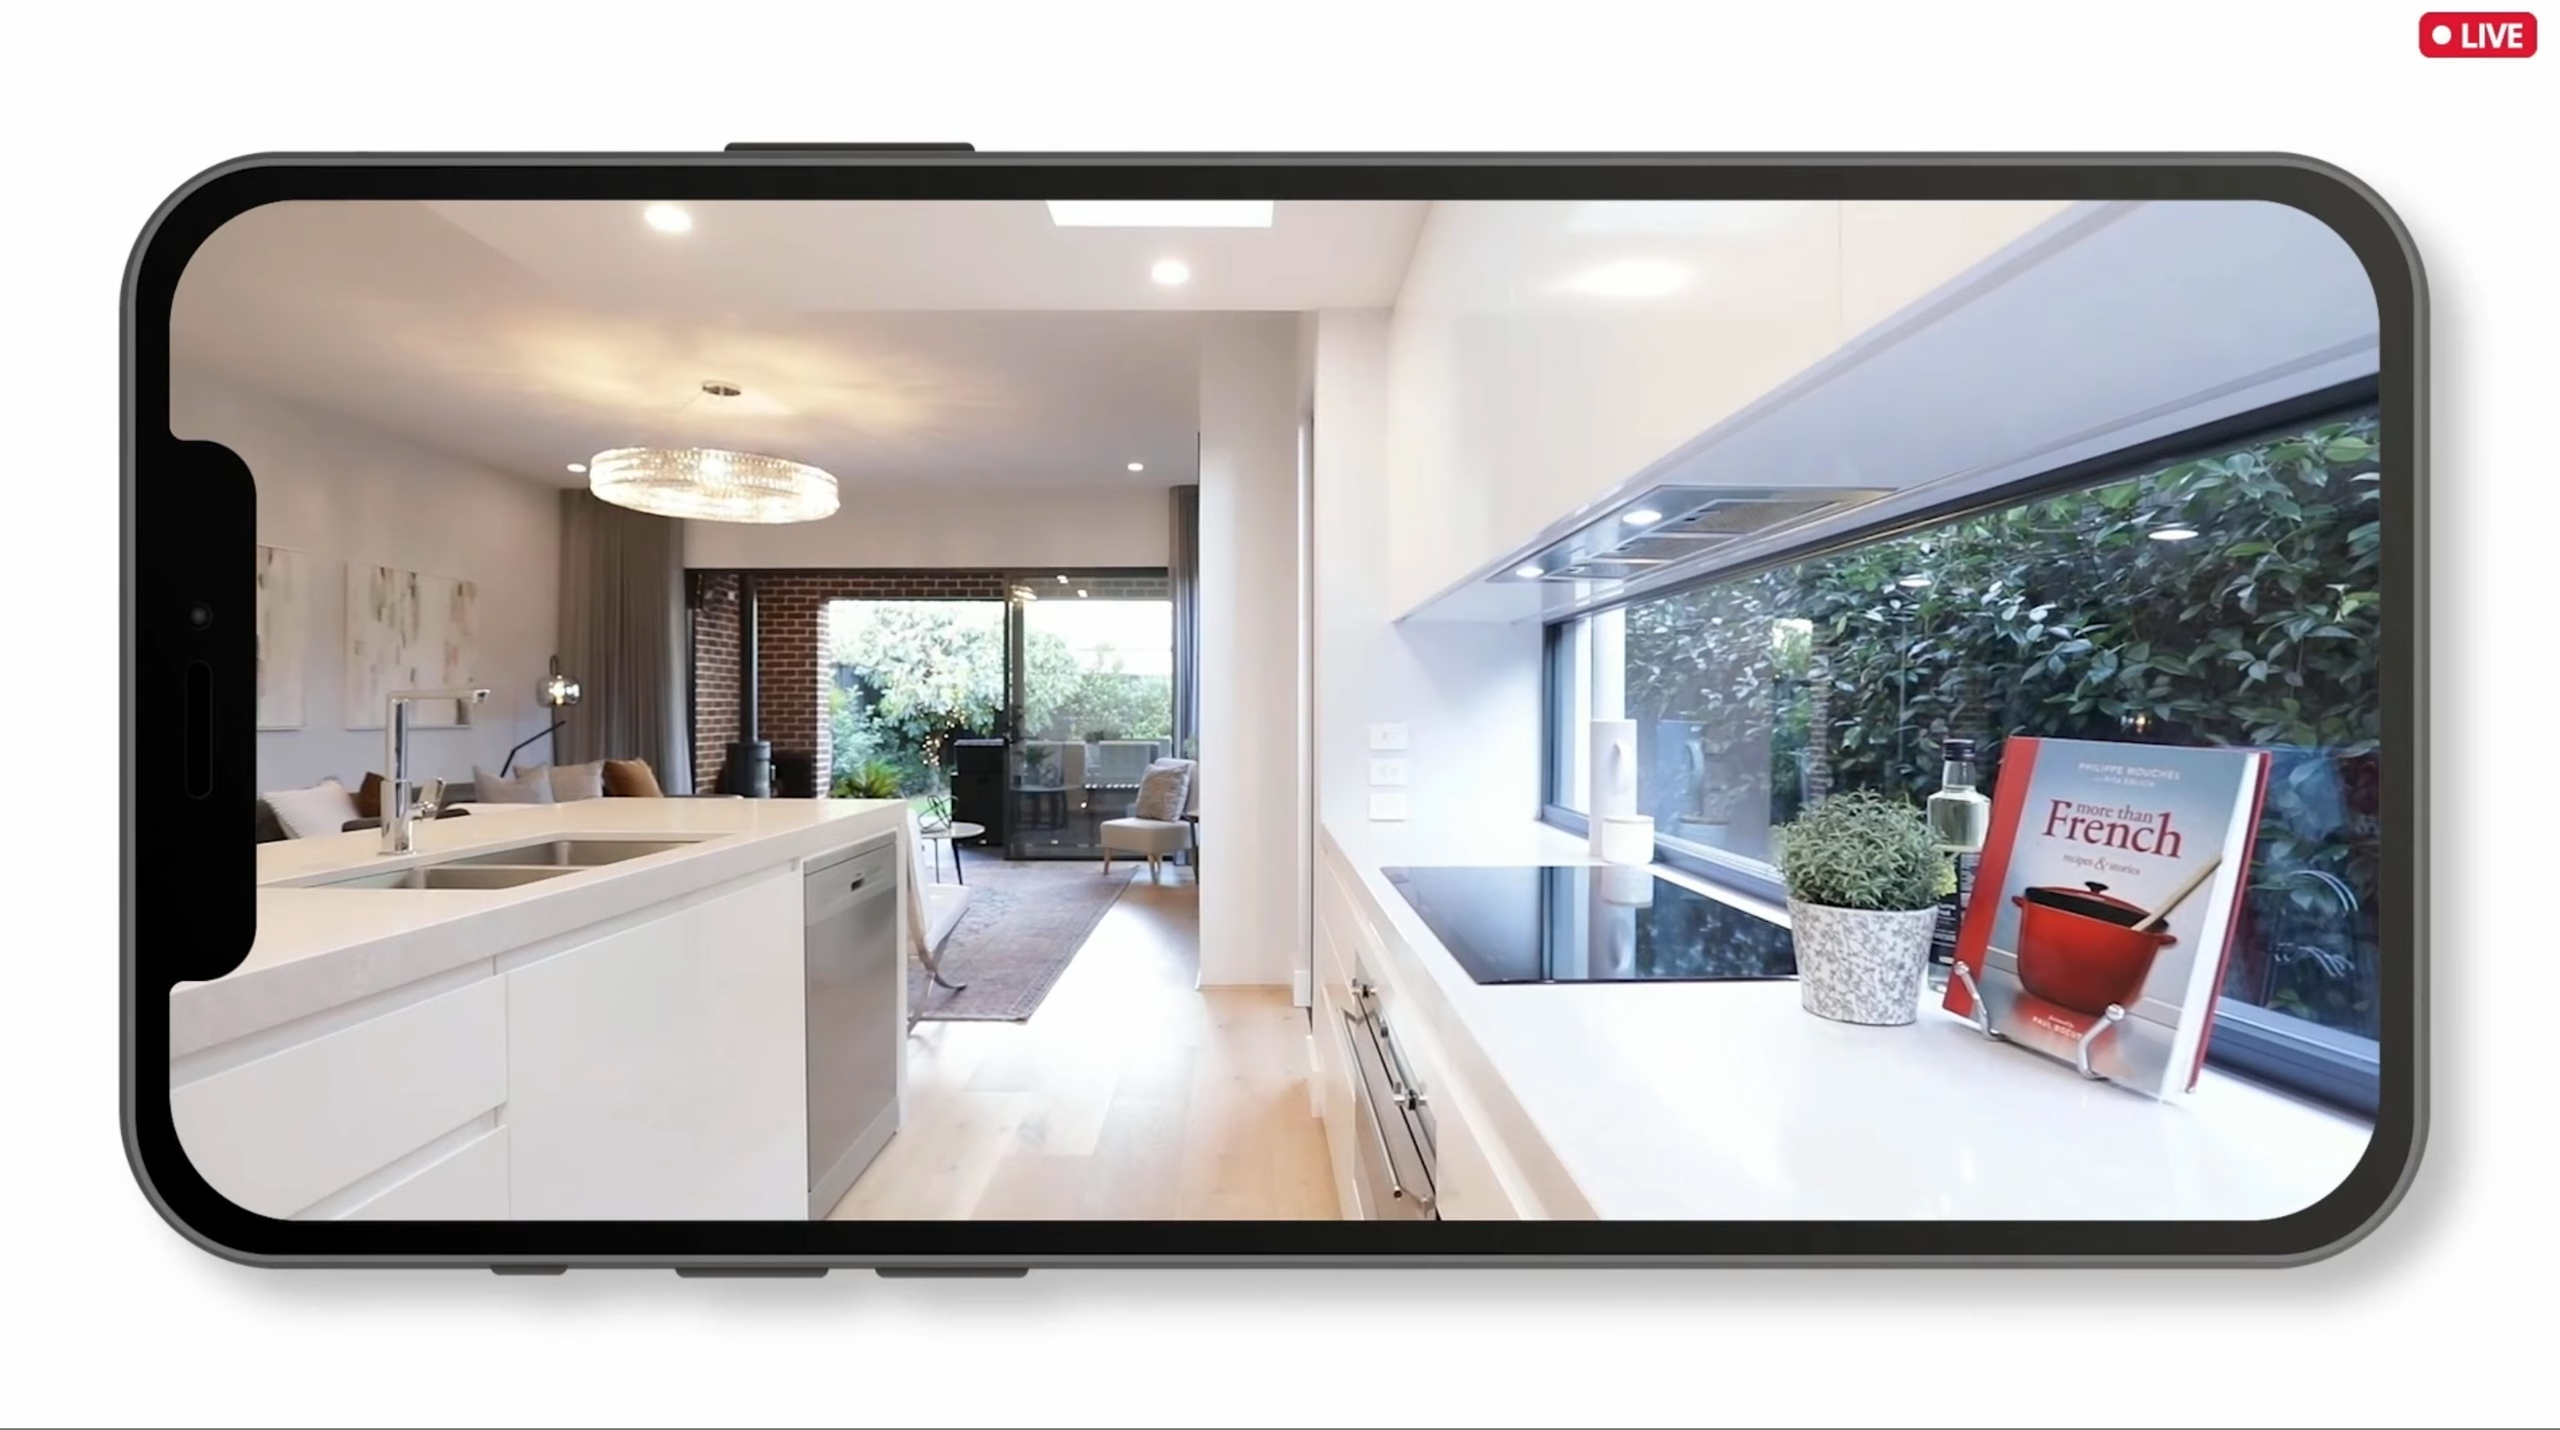 LIVE
PHILIPPE MOUCHEL
more than
French
recipes & stories